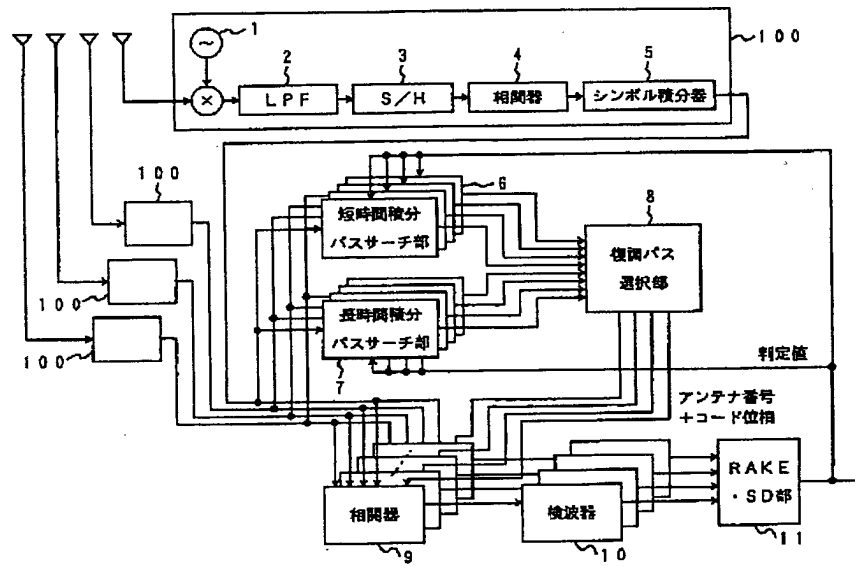 1
~
100
2
3
4
5
×
LPF
S/H
相関器
シンボル積分器
100
6
8
短時間積分
パスサーチ部
復調パス
選択部
100
長時間積分
パスサーチ部
100
7
判定値
アンテナ番号
+コード位相
RAKE
・SD部
相関器
検波器
9
10
11